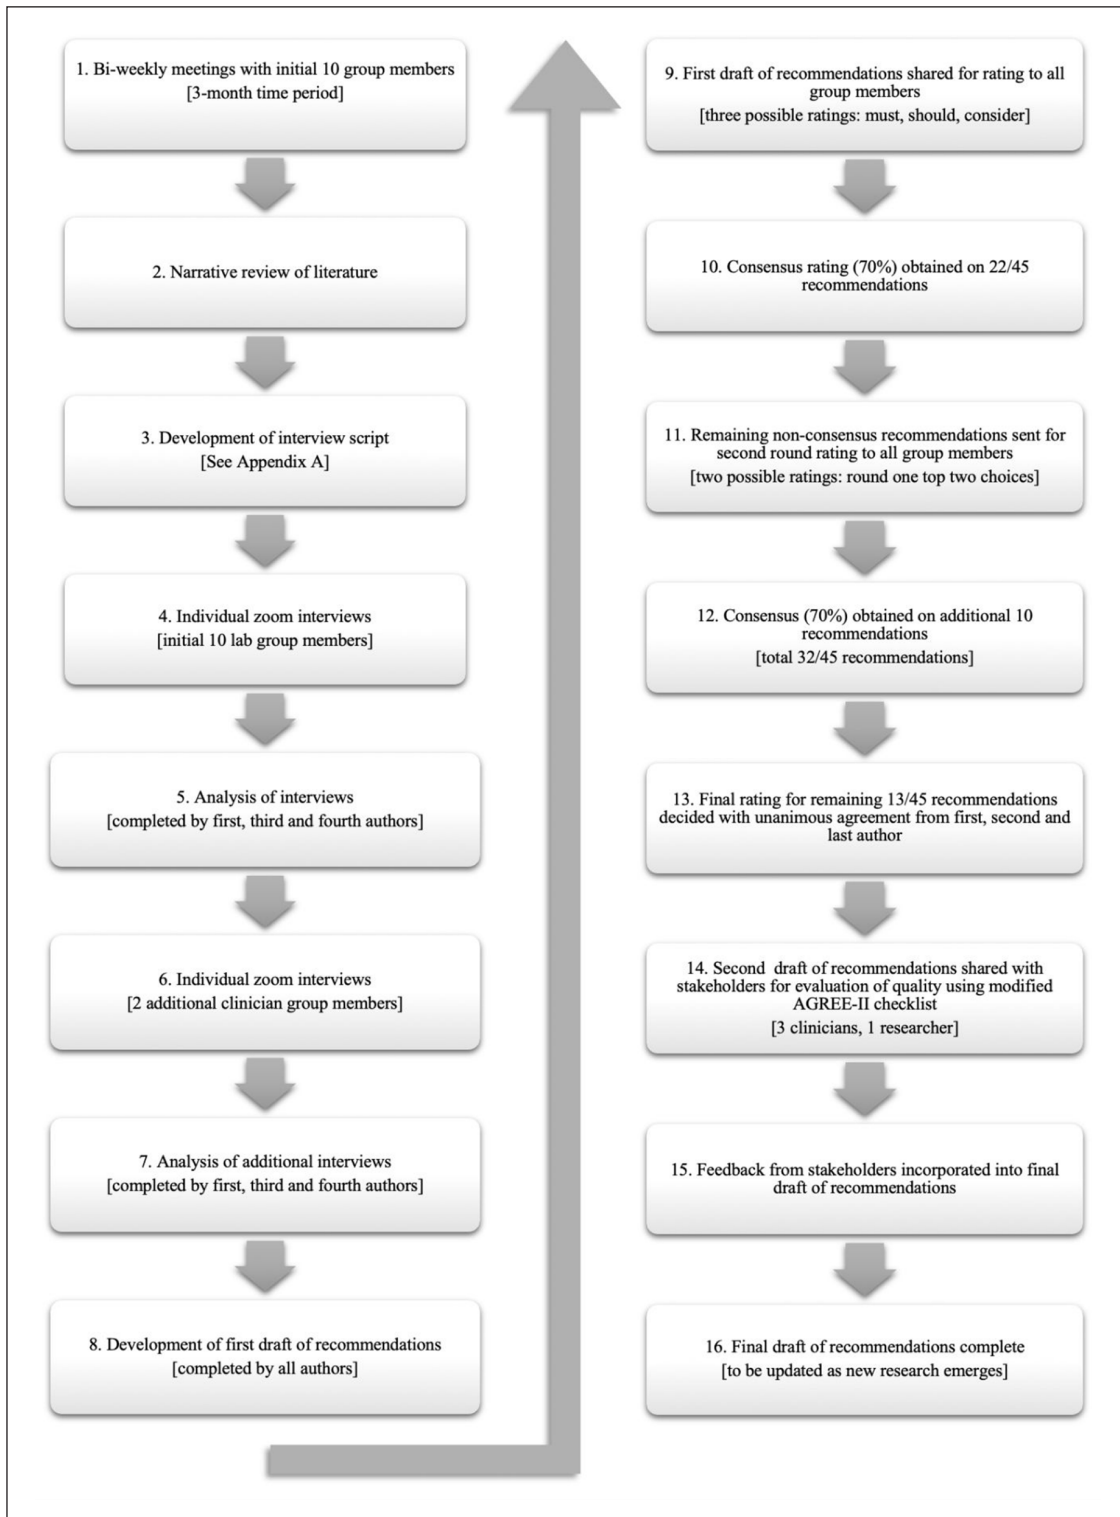 1. Bi-weekly meetings with initial 10 group members
[3-month time period]
2. Narrative review of literature
3. Development of interview script
[See Appendix A]
4. Individual zoom interviews
[initial 10 lab group members]
5. Analysis of interviews
[completed by first, third and fourth authors]
6. Individual zoom interviews
[2 additional clinician group members]
7. Analysis of additional interviews
[completed by first, third and fourth authors]
8. Development of first draft of recommendations
[completed by all authors]
9. First draft of recommendations shared for rating to all
group members
[three possible ratings: must, should, consider]
10. Consensus rating (70%) obtained on 22/45
recommendations
11. Remaining non-consensus recommendations sent for
second round rating to all group members
[two possible ratings: round one top two choices]
12. Consensus (70%) obtained on additional 10
recommendations
[total 32/45 recommendations]
13. Final rating for remaining 13/45 recommendations
decided with unanimous agreement from first, second and
last author
14. Second draft of recommendations shared with
stakeholders for evaluation of quality using modified
AGREE-II checklist
[3 clinicians, 1 researcher]
15. Feedback from stakeholders incorporated into final
draft of recommendations
16. Final draft of recommendations complete
[to be updated as new research emerges]